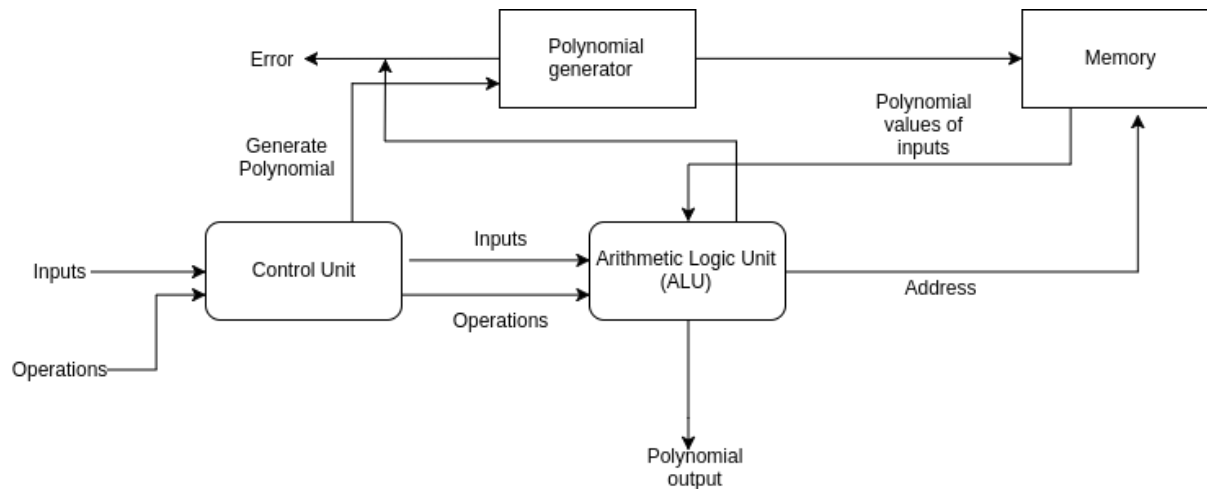 Polynomial
generator
Memory
Error
Polynomial
values of
inputs
Generate
Polynomial
Inputs
Arithmetic Logic Unit
(ALU)
Inputs
Control Unit
Address
Operations
Operations
Polynomial
output